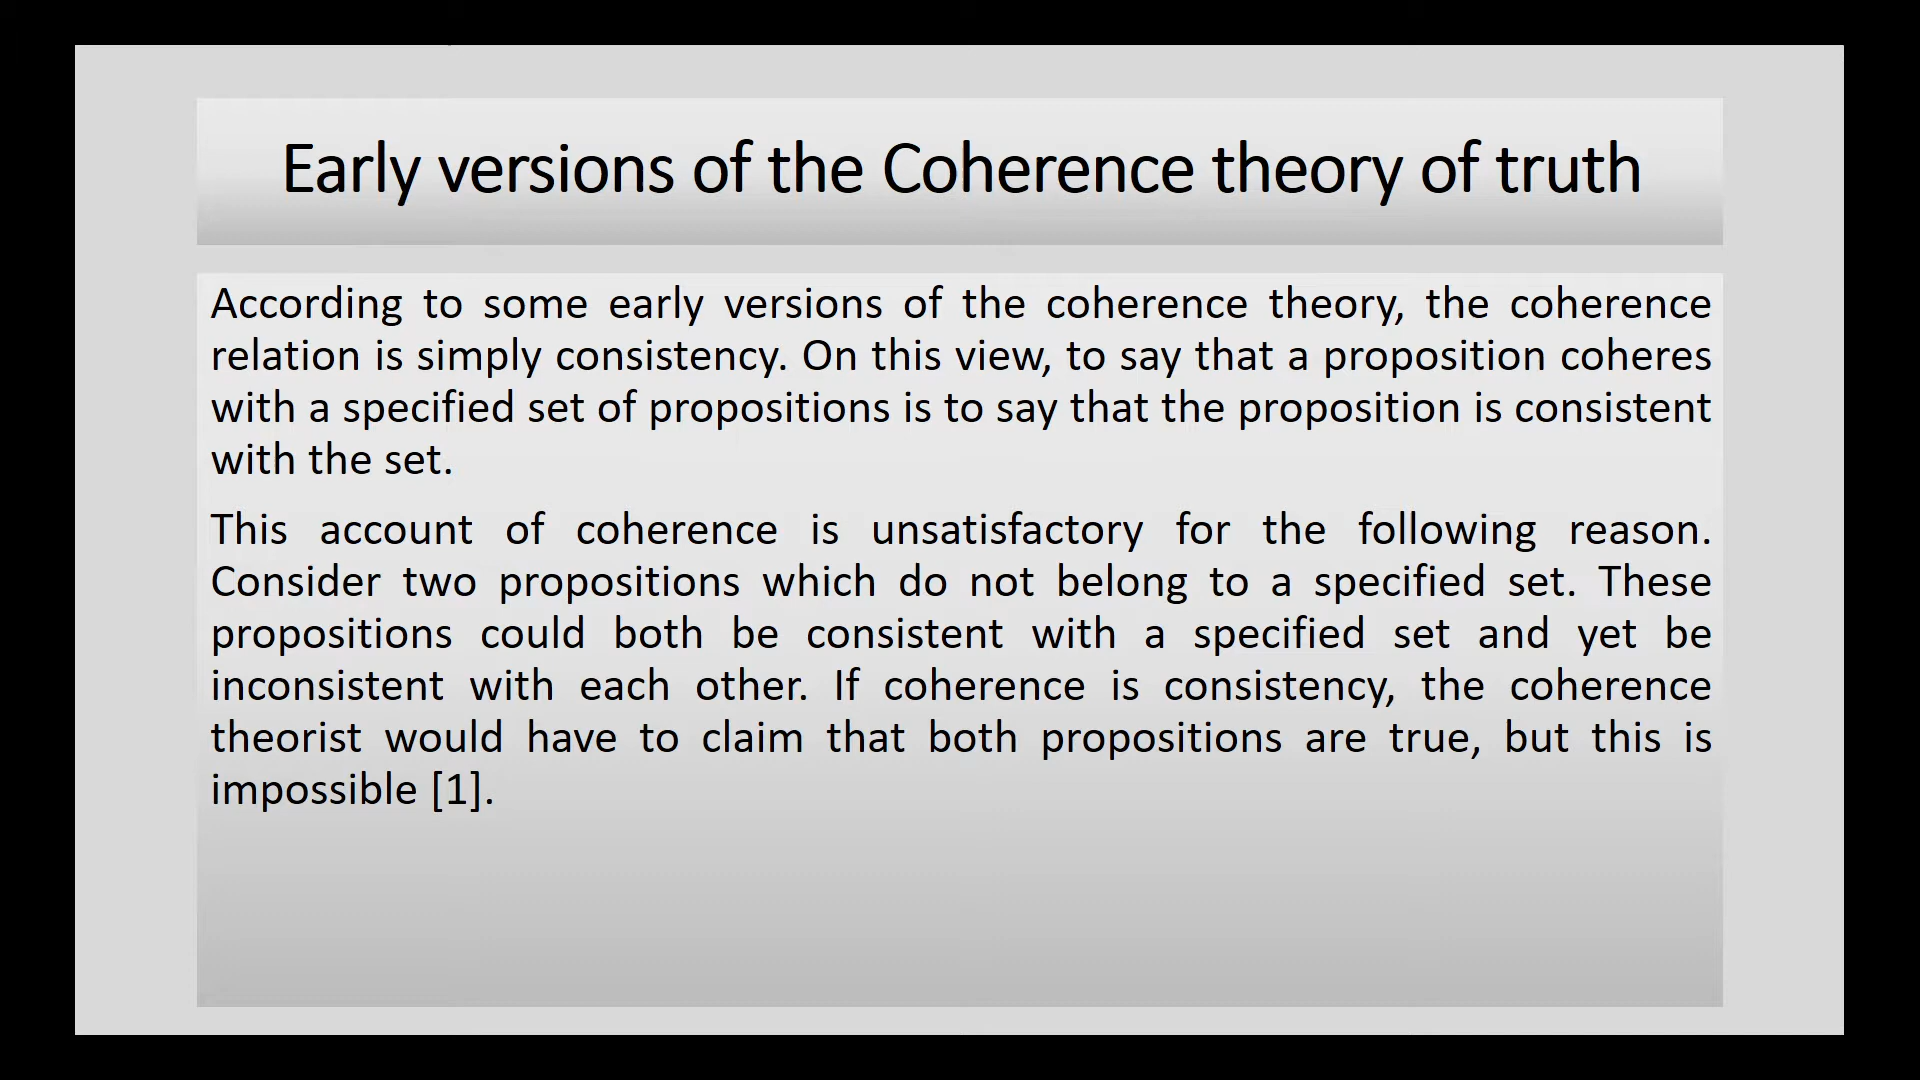 Early versions of the Coherence theory of truth
According to some early versions of the coherence theory, the coherence
relation is simply consistency. On this view, to say that a proposition coheres
with a specified set of propositions is to say that the proposition is consistent
with the set.
This account of coherence is unsatisfactory for the following reason.
Consider two propositions which do not belong to a specified set. These
propositions could both be consistent with a specified set and yet be
inconsistent with each other. If coherence is consistency, the coherence
theorist would have to claim that both propositions are true, but this is
impossible [1].